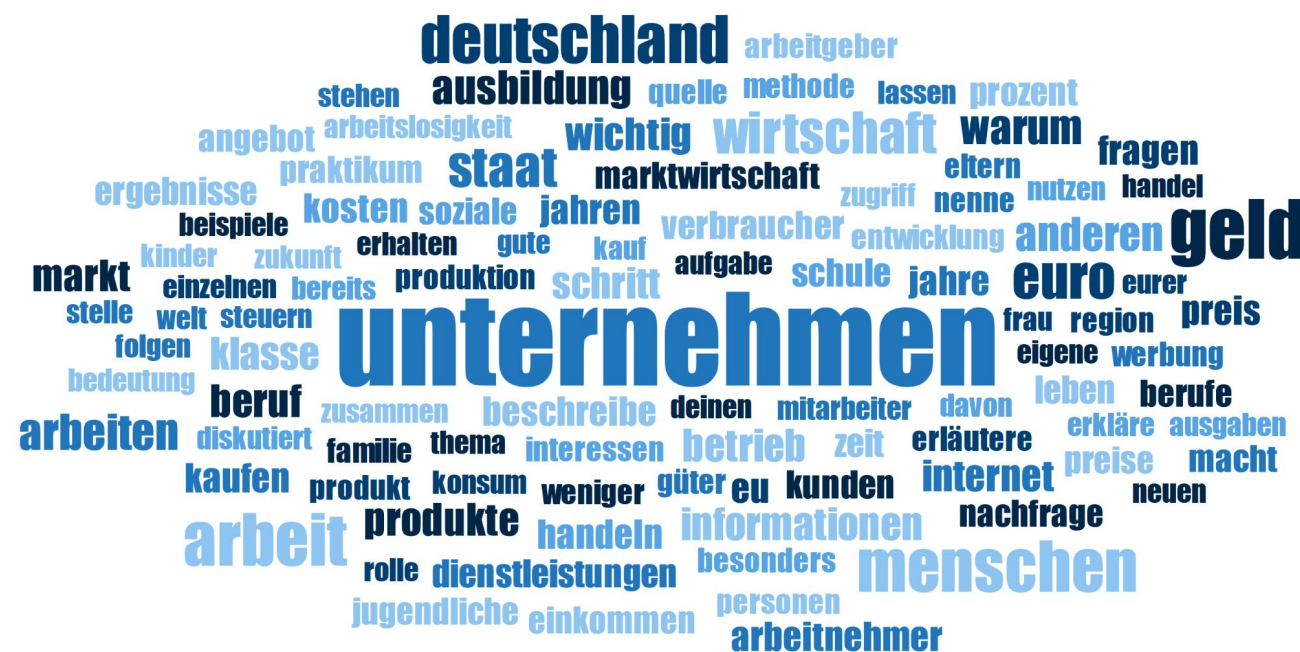 deutschland arbeitgeber
stehen ausbildung quelle methode lassen prozent
angebot arbeitslosigkeit wichtig wirtschaft warum fragen
praktikum staat marktwirtschaft eltern
ergebnisse zugriff nenne nutzen handel
beispiele kosten soziale jahren verbraucher entwicklung anderen geld
kinder zukunft erhalten gute kauf
markt einzelnen bereits produktion schritt aufgabe schule jahre euro eurer
stelle welt steuern unternehmen frau region preis
folgen klasse eigene werbung
bedeutung leben berufe
beruf zusammen beschreibe deinen mitarbeiter davon
arbeiten diskutiert familie thema interessen betrieb zeit erläutere erkläre ausgaben
kaufen produkt konsum weniger güter eu kunden internet preise macht
neuen
arbeit produkte handeln informationen nachfrage
rolle dienstleistungen besonders menschen
jugendliche einkommen personen
arbeitnehmer